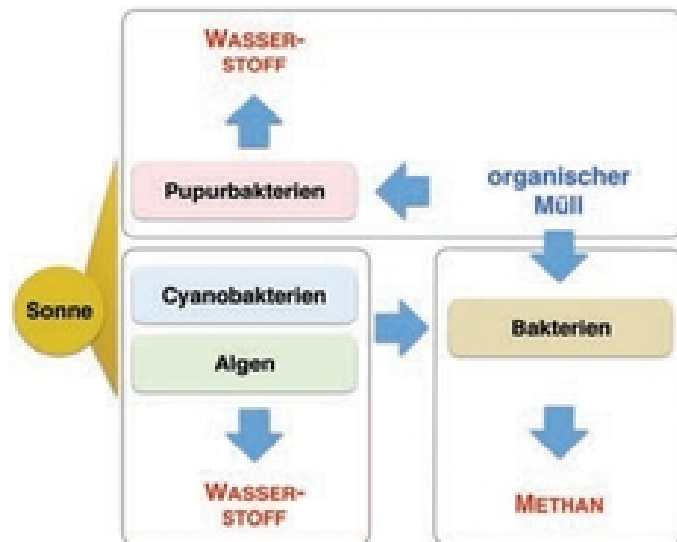 WASSER-
STOFF
Pupurbakterien
organischer
Müll
Sonne
Cyanobakterien
Algen
Bakterien
WASSER-
STOFF
METHAN